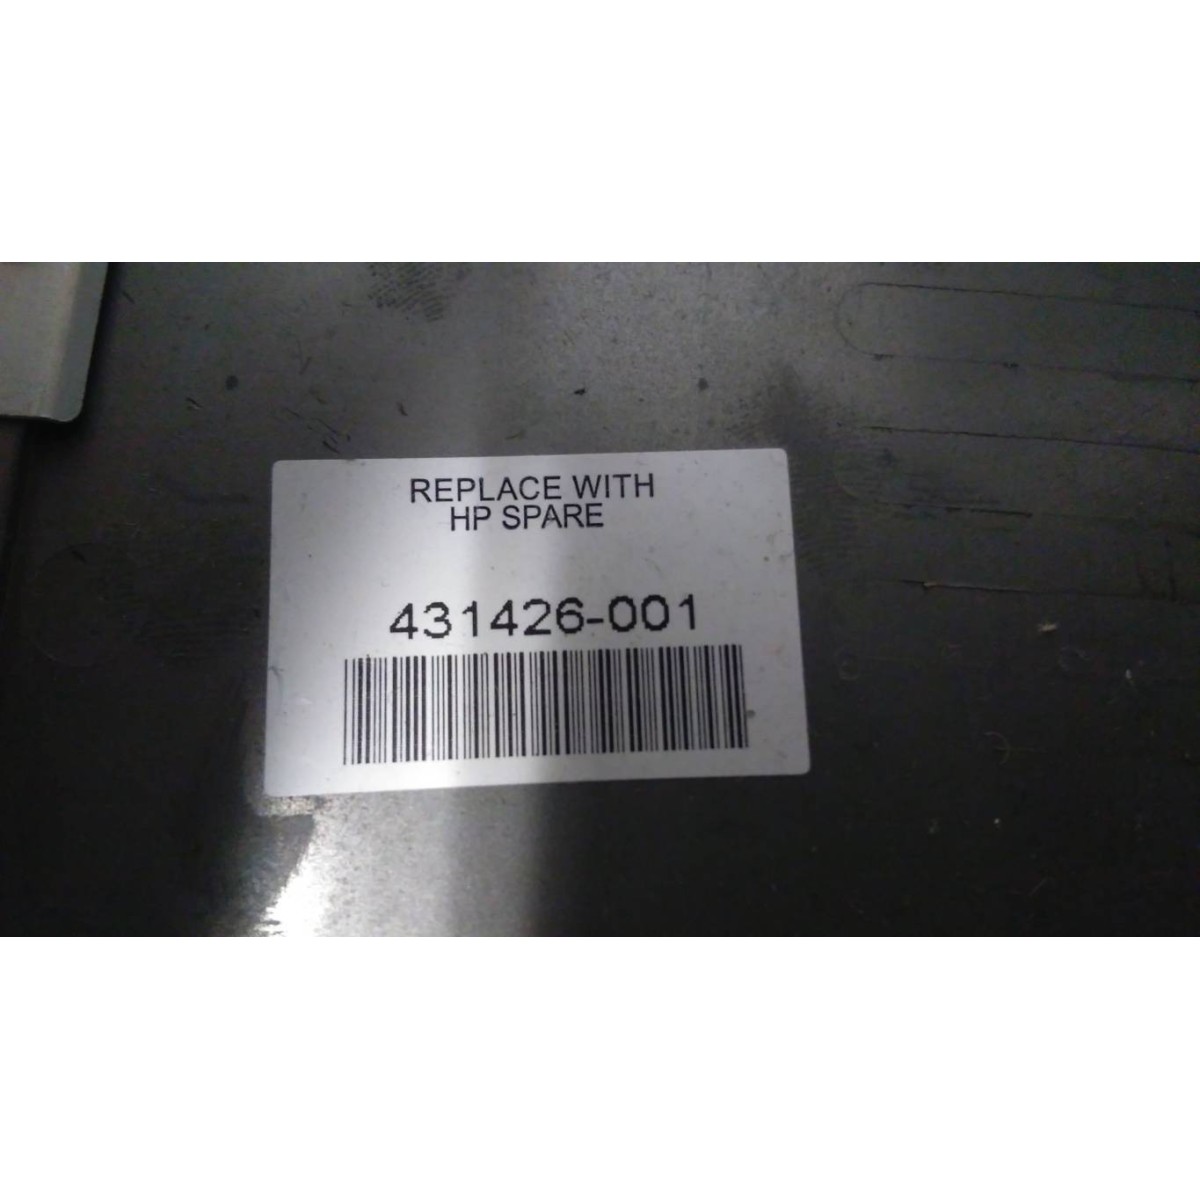 REPLACE WITH
HP SPARE
431426-001